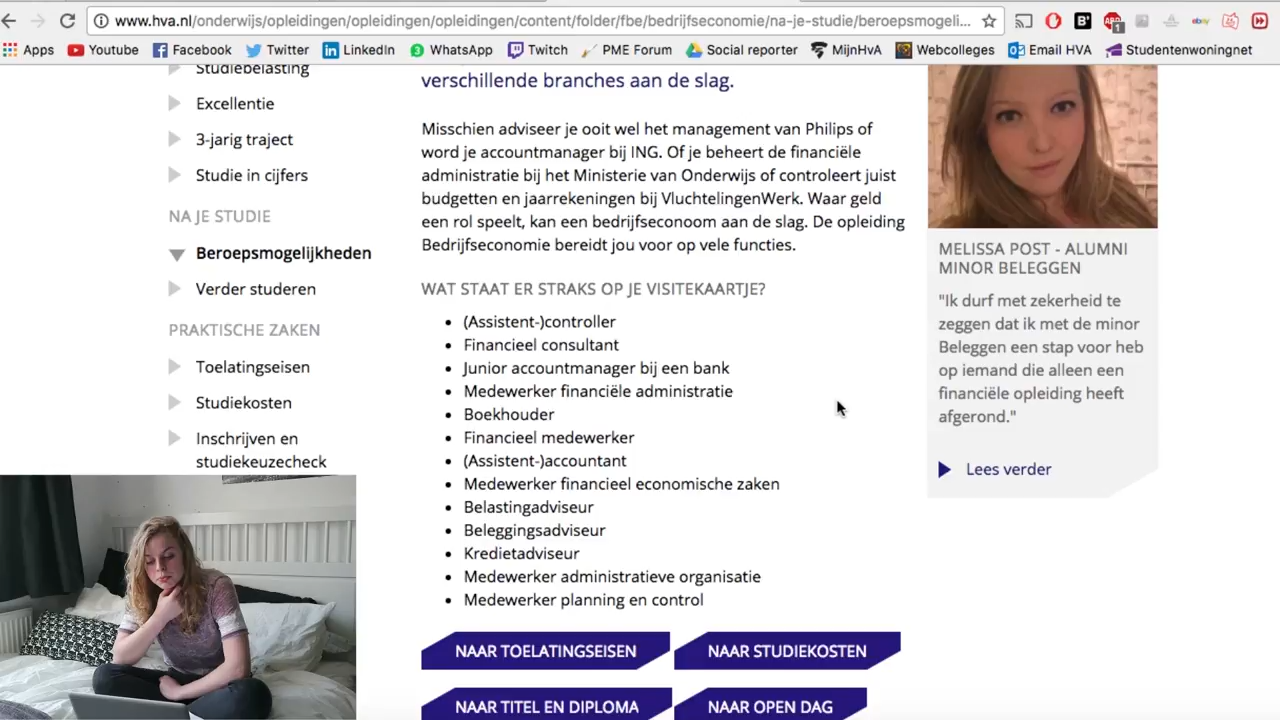 www.hva.nl/onderwijs/opleidingen/opleidingen/opleidingen/content/folder/fbe/bedrijfseconomie/na-je-studie/beroepsmogeli...
Apps Youtube Facebook Twitter LinkedIn WhatsApp Twitch PME Forum Social reporter MijnHvA Webcolleges Email HVA Studentenwoningnet
Studiebelasting
Excellentie
3-jarig traject
Studie in cijfers
NA JE STUDIE
Beroepsmogelijkheden
Verder studeren
PRAKTISCHE ZAKEN
Toelatingseisen
Studiekosten
Inschrijven en
studiekeuzecheck
verschillende branches aan de slag.
Misschien adviseer je ooit wel het management van Philips of
word je accountmanager bij ING. Of je beheert de financiële
administratie bij het Ministerie van Onderwijs of controleert juist
budgetten en jaarrekeningen bij VluchtelingenWerk. Waar geld
een rol speelt, kan een bedrijfseconoom aan de slag. De opleiding
Bedrijfseconomie bereidt jou voor op vele functies.
WAT STAAT ER STRAKS OP JE VISITEKAARTJE?
• (Assistent-)controller
• Financieel consultant
• Junior accountmanager bij een bank
• Medewerker financiële administratie
• Boekhouder
• Financieel medewerker
• (Assistent-)accountant
• Medewerker financieel economische zaken
• Belastingadviseur
• Beleggingsadviseur
• Kredietadviseur
• Medewerker administratieve organisatie
• Medewerker planning en control
NAAR TOELATINGSEISEN
NAAR STUDIEKOSTEN
NAAR TITEL EN DIPLOMA
NAAR OPEN DAG
MELISSA POST - ALUMNI
MINOR BELEGGEN
"Ik durf met zekerheid te
zeggen dat ik met de minor
Beleggen een stap voor heb
op iemand die alleen een
financiële opleiding heeft
afgerond."
Lees verder